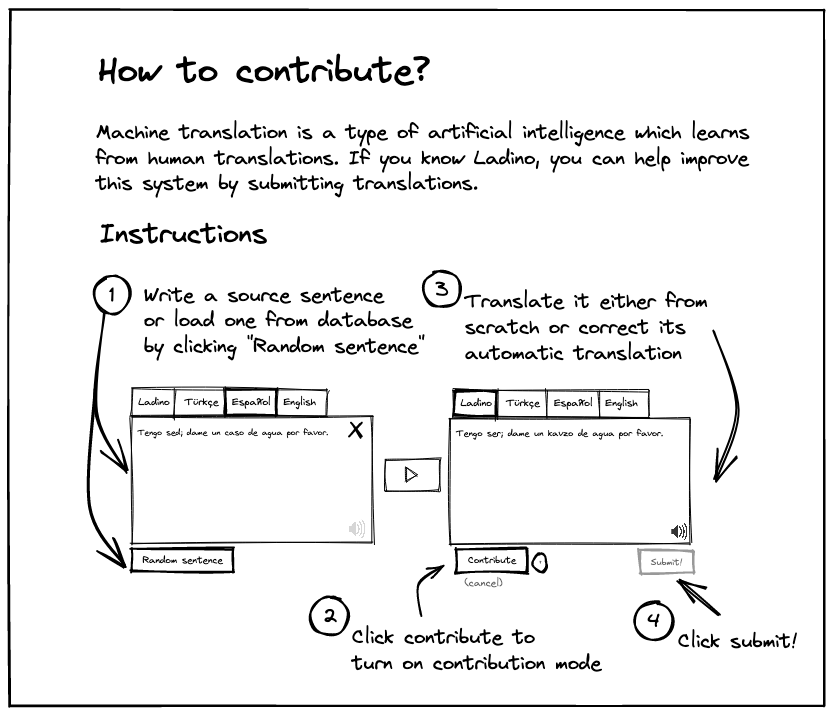 How to contribute?
Machine translation is a type of artificial intelligence which learns
from human translations. If you know Ladino, you can help improve
this system by submitting translations.
Instructions
1
Write a source sentence
or load one from database
by clicking "Random sentence"
3
Translate it either from
scratch or correct its
automatic translation
Ladino Türkçe Español English
Tengo sed; dame un caso de agua por favor. X
Random sentence
Ladino Türkçe Español English
Tengo ser; dame un kavzo de agua por favor.
Contribute
(cancel)
Submit!
2
Click contribute to
turn on contribution mode
4
Click submit!